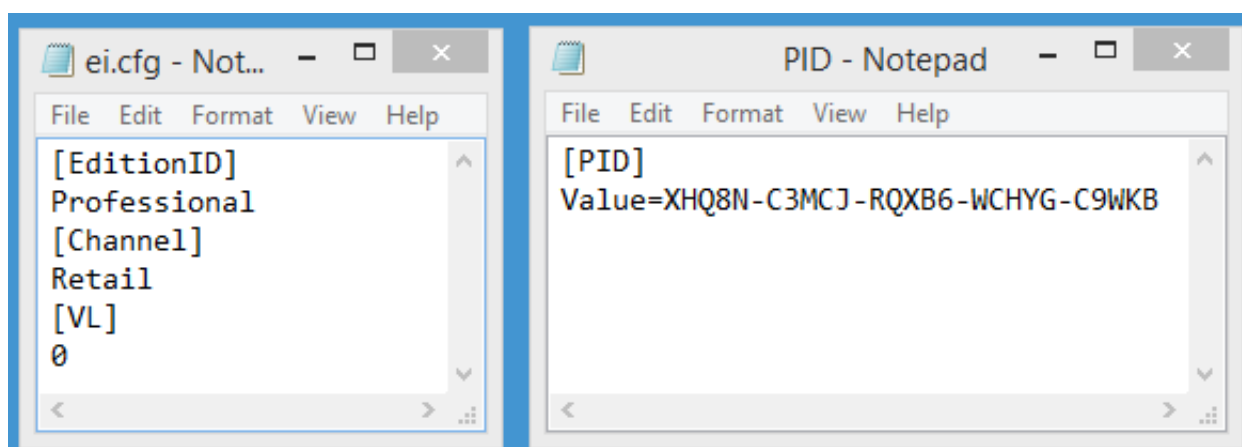 ei.cfg - Not...
File Edit Format View Help
[EditionID]
Professional
[Channel]
Retail
[VL]
0
PID - Notepad
File Edit Format View Help
[PID]
Value=XHQ8N-C3MCJ-RQXB6-WCHYG-C9WKB